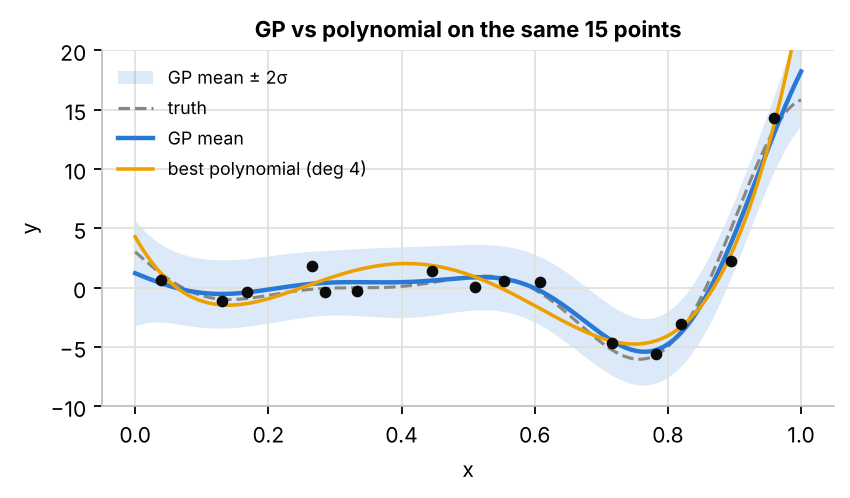 GP vs polynomial on the same 15 points
GP mean ± 2σ
truth
GP mean
best polynomial (deg 4)
20
15
10
5
0
−5
−10
y
0.0 0.2 0.4 0.6 0.8 1.0
x